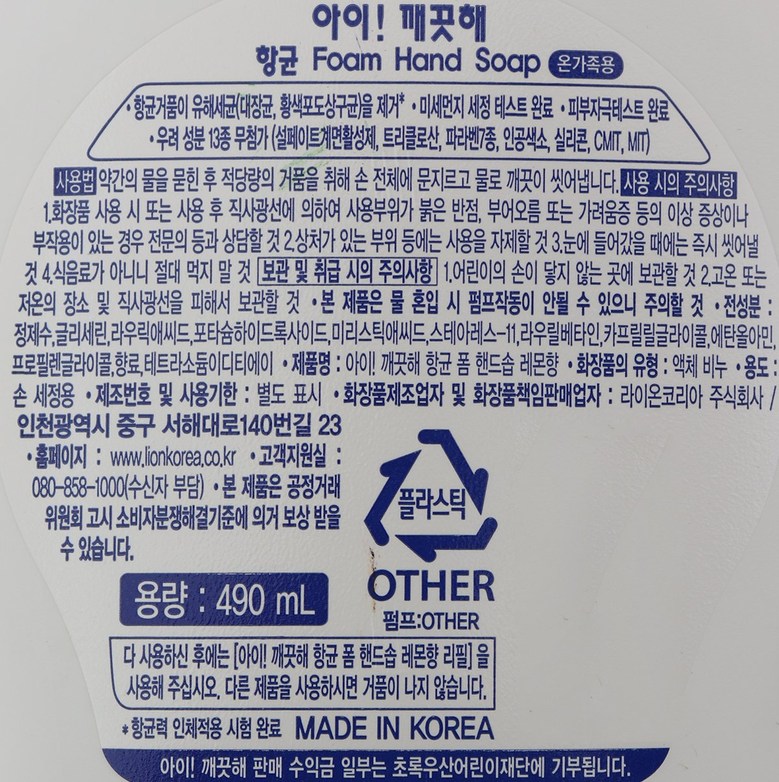 아이! 깨끗해
항균 Foam Hand Soap 온가족용
• 항균거품이 유해세균(대장균, 황색포도상구균)을 제거* • 미세먼지 세정 테스트 완료 • 피부자극테스트 완료
• 우려 성분 13종 무첨가 (설페이트계면활성제, 트리클로산, 파라벤7종, 인공색소, 실리콘, CMIT, MIT)
사용법 약간의 물을 묻힌 후 적당량의 거품을 취해 손 전체에 문지르고 물로 깨끗이 씻어냅니다. 사용 시의 주의사항
1.화장품 사용 시 또는 사용 후 직사광선에 의하여 사용부위가 붉은 반점, 부어오름 또는 가려움증 등의 이상 증상이나
부작용이 있는 경우 전문의 등과 상담할 것 2.상처가 있는 부위 등에는 사용을 자제할 것 3.눈에 들어갔을 때에는 즉시 씻어낼
것 4.식음료가 아니니 절대 먹지 말 것 보관 및 취급 시의 주의사항 1.어린이의 손이 닿지 않는 곳에 보관할 것 2.고온 또는
저온의 장소 및 직사광선을 피해서 보관할 것 • 본 제품은 물 혼입 시 펌프작동이 안될 수 있으니 주의할 것 • 전성분 :
정제수,글리세린,라우릭애씨드,포타슘하이드록사이드,미리스틱애씨드,스테아레스-11,라우릴베타인,카프릴릴글라이콜,에탄올아민,
프로필렌글라이콜,향료,테트라소듐이디티에이 • 제품명 : 아이! 깨끗해 항균 폼 핸드솝 레몬향 • 화장품의 유형 : 액체 비누 • 용도 :
손 세정용 • 제조번호 및 사용기한 : 별도 표시 • 화장품제조업자 및 화장품책임판매업자 : 라이온코리아 주식회사 /
인천광역시 중구 서해대로140번길 23
• 홈페이지 : www.lionkorea.co.kr • 고객지원실 :
080-858-1000(수신자 부담) • 본 제품은 공정거래
위원회 고시 소비자분쟁해결기준에 의거 보상 받을
수 있습니다.
플라스틱
OTHER
펌프:OTHER
용량 : 490 mL
다 사용하신 후에는 [아이! 깨끗해 항균 폼 핸드솝 레몬향 리필] 을
사용해 주십시오. 다른 제품을 사용하시면 거품이 나지 않습니다.
*항균력 인체적용 시험 완료 MADE IN KOREA
아이! 깨끗해 판매 수익금 일부는 초록우산어린이재단에 기부됩니다.